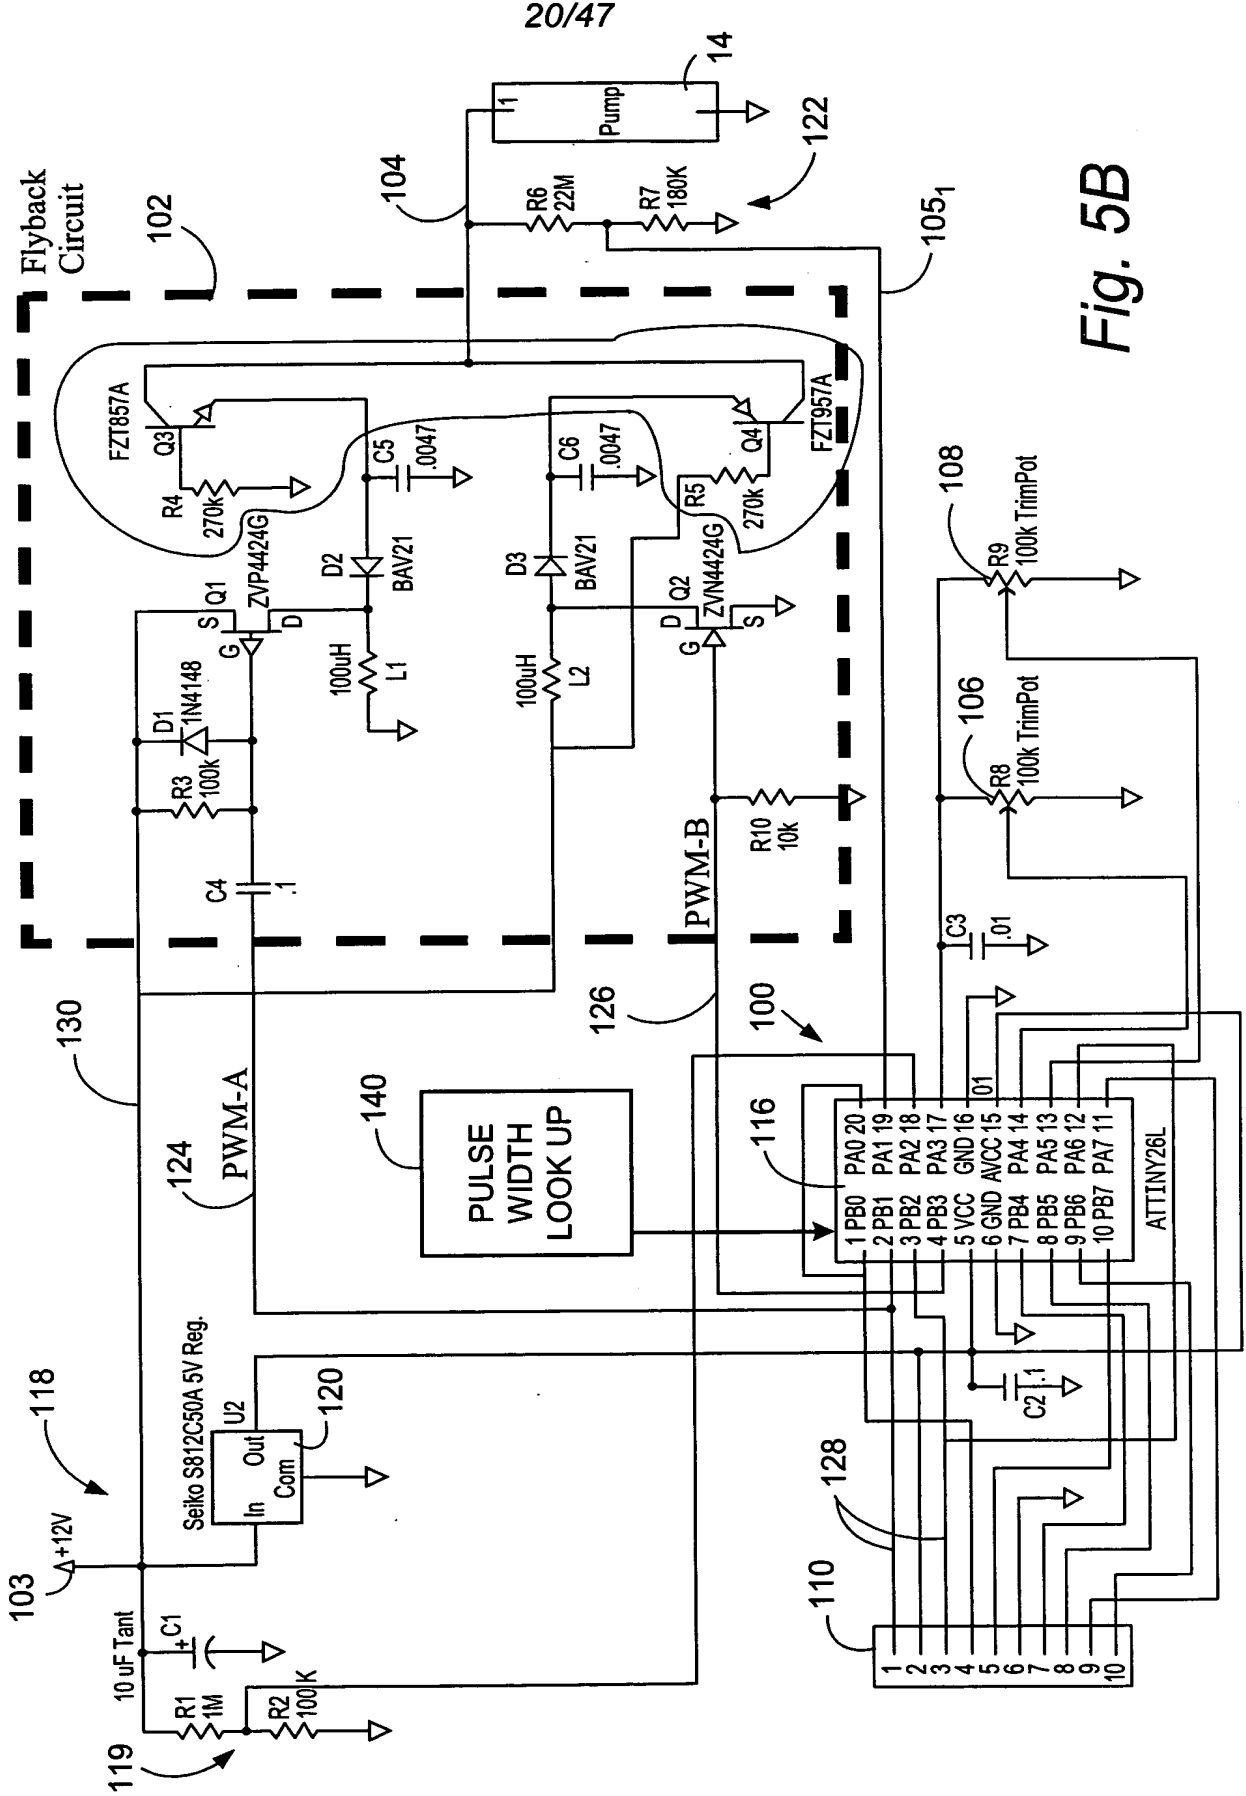 20/47
Flyback
Circuit
102
104
14
1
Pump
R6
22M
R7
180K
122
105₁
Fig. 5B
FZT857A
Q3
R4
270k
C5
.0047
C6
.0047
Q4
FZT957A
R5
270k
D2
BAV21
D3
BAV21
Q1
ZVP4424G
S
G
D
Q2
ZVN4424G
D
G
S
100uH
L1
100uH
L2
D1
1N4148
R3
100k
C4
.1
PWM-B
R10
10k
108
R9
100k TrimPot
106
R8
100k TrimPot
C3
.01
130
PWM-A
124
126
100
140
PULSE
WIDTH
LOOK UP
116
1 PB0 PA0 20
2 PB1 PA1 19
3 PB2 PA2 18
4 PB3 PA3 17
5 VCC GND 16
6 GND AVCC 15
7 PB4 PA4 14
8 PB5 PA5 13
9 PB6 PA6 12
10 PB7 PA7 11
01
ATTINY26L
118
Seiko S812C50A 5V Reg.
U2
In
Out
Com
120
103
+12V
10 uF Tant
+
C1
R1
1M
R2
100K
119
C2
.1
128
110
1
2
3
4
5
6
7
8
9
10